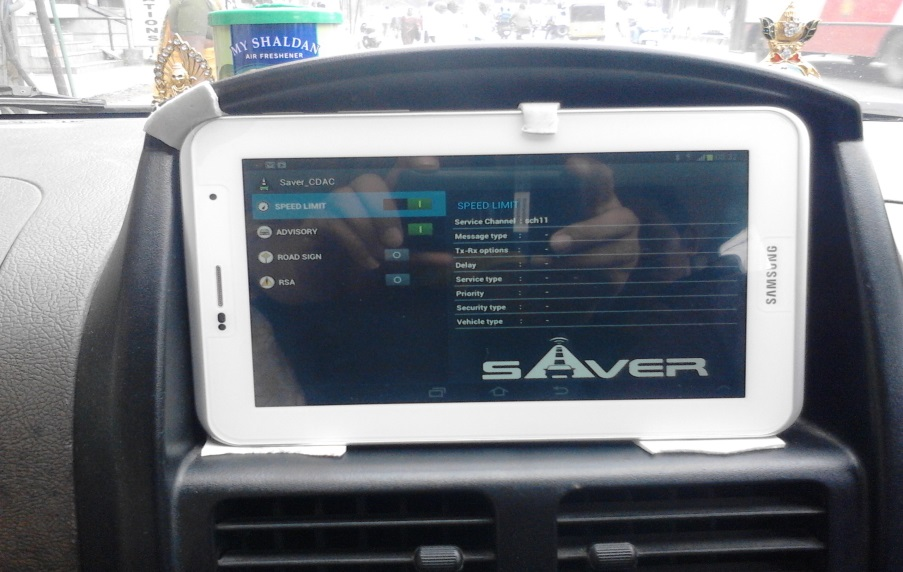 MY SHALDAN
AIR FRESHENER
Saver_CDAC
SPEED LIMIT
ADVISORY
ROAD SIGN
RSA
SPEED LIMIT
Service Channel : sch11
Message type : -
Tx-Rx options : -
Delay : -
Service type : -
Priority : -
Security type : -
Vehicle type : -
SAVER
SAMSUNG